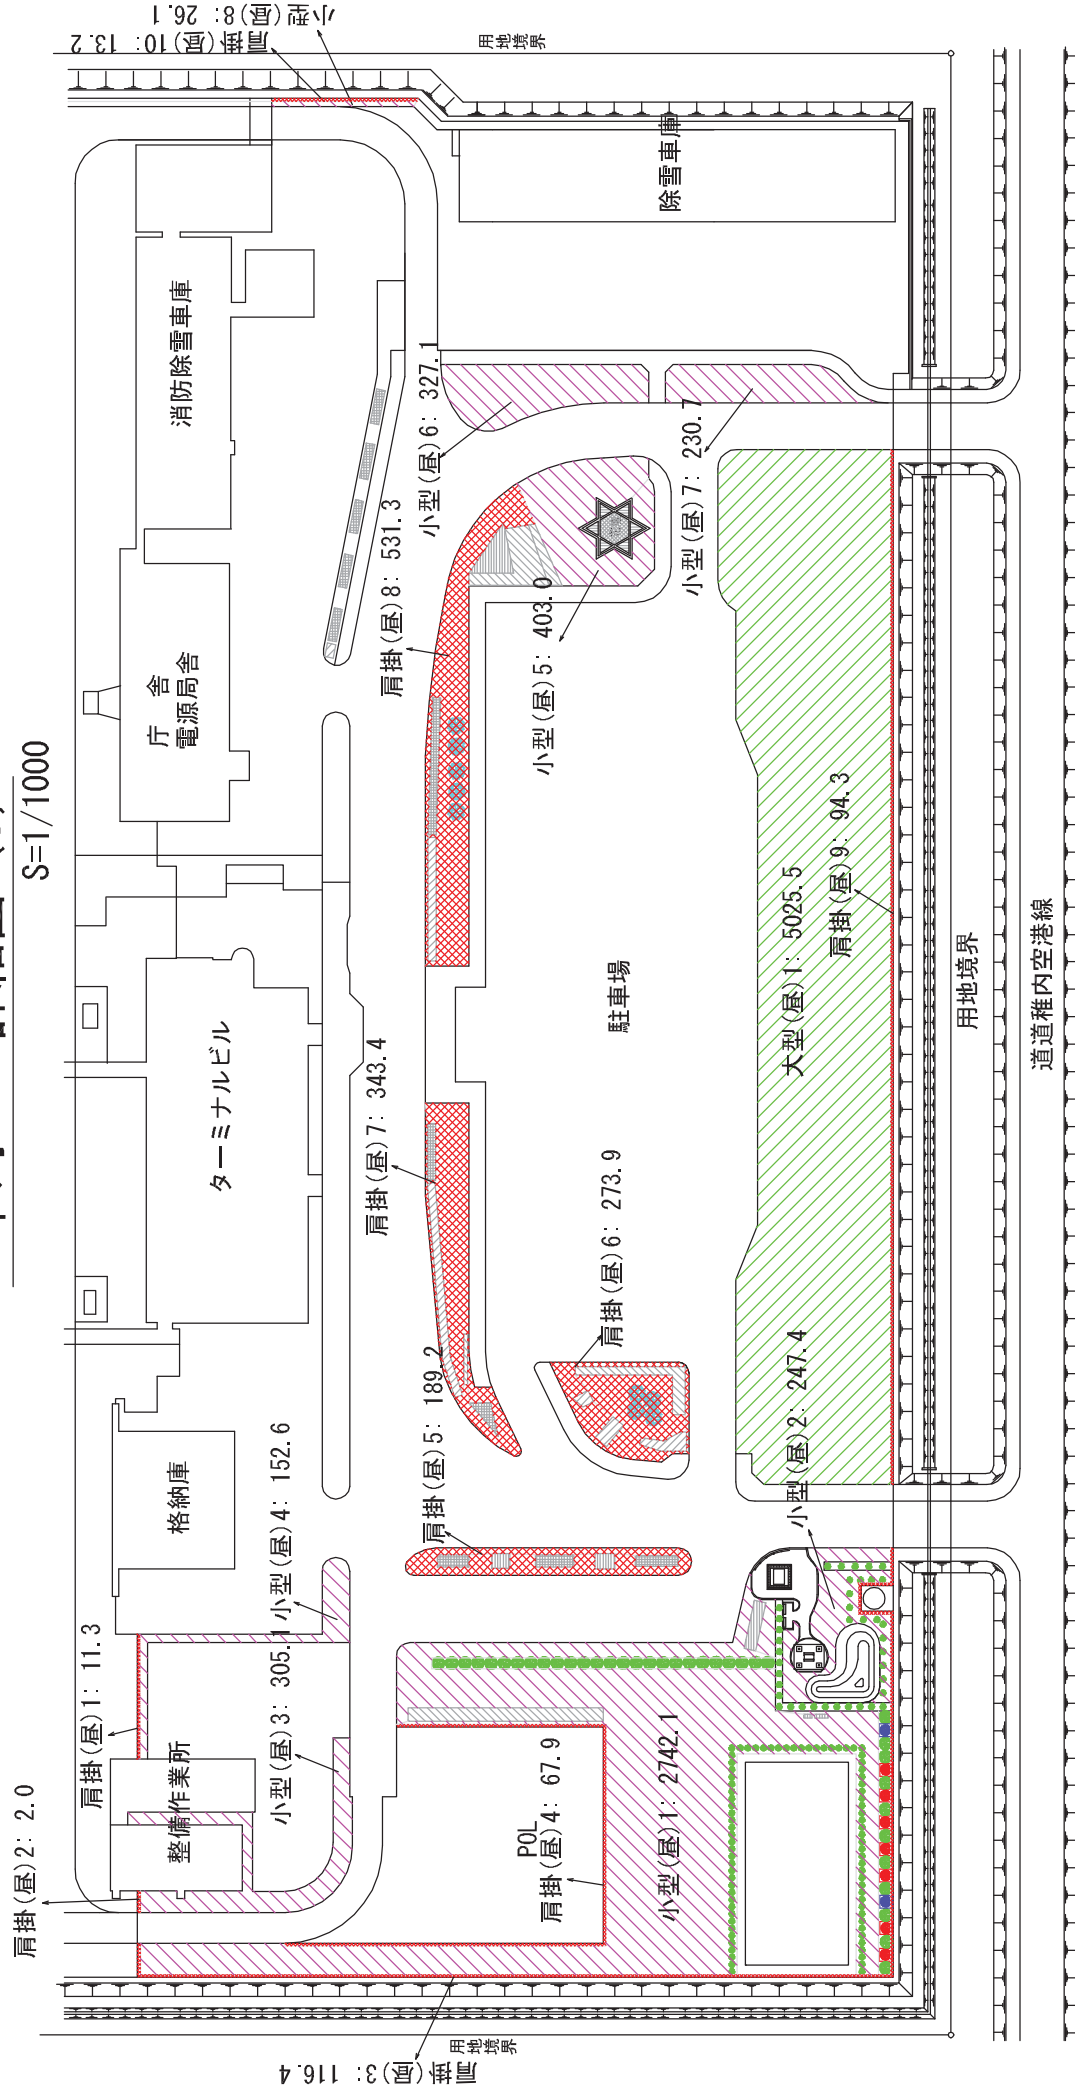 S=1/1000
小型(昼)8: 26.1
肩掛(昼)10: 13.2
用地境界
除雪車庫
消防除雪車庫
小型(昼)6: 327.1
小型(昼)7: 230.7
肩掛(昼)8: 531.3
小型(昼)5: 403.0
庁　舎
電源局舎
大型(昼)1: 5025.5
肩掛(昼)9: 94.3
用地境界
道道稚内空港線
駐車場
ターミナルビル
肩掛(昼)7: 343.4
肩掛(昼)6: 273.9
肩掛(昼)5: 189.2
小型(昼)2: 247.4
格納庫
小型(昼)4: 152.6
小型(昼)3: 305.1
肩掛(昼)1: 11.3
肩掛(昼)2: 2.0
整備作業所
POL
肩掛(昼)4: 67.9
小型(昼)1: 2742.1
用地境界
肩掛(昼)3: 116.4